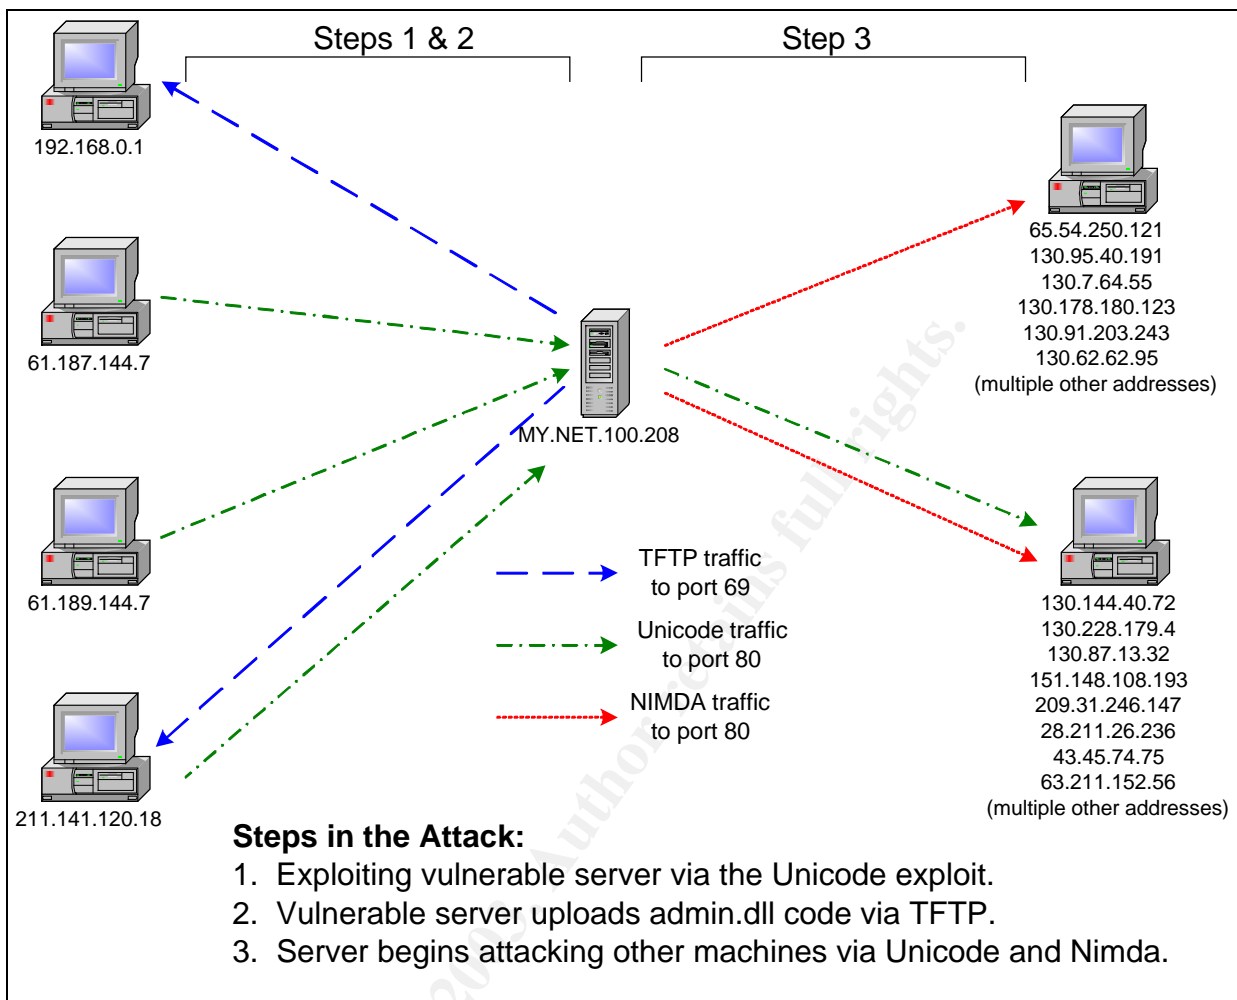 Steps 1 & 2
Step 3
192.168.0.1
61.187.144.7
61.189.144.7
211.141.120.18
MY.NET.100.208
65.54.250.121
130.95.40.191
130.7.64.55
130.178.180.123
130.91.203.243
130.62.62.95
(multiple other addresses)
130.144.40.72
130.228.179.4
130.87.13.32
151.148.108.193
209.31.246.147
28.211.26.236
43.45.74.75
63.211.152.56
(multiple other addresses)
TFTP traffic
to port 69
Unicode traffic
to port 80
NIMDA traffic
to port 80
Steps in the Attack:
1. Exploiting vulnerable server via the Unicode exploit.
2. Vulnerable server uploads admin.dll code via TFTP.
3. Server begins attacking other machines via Unicode and Nimda.
2003, Author retains full rights.